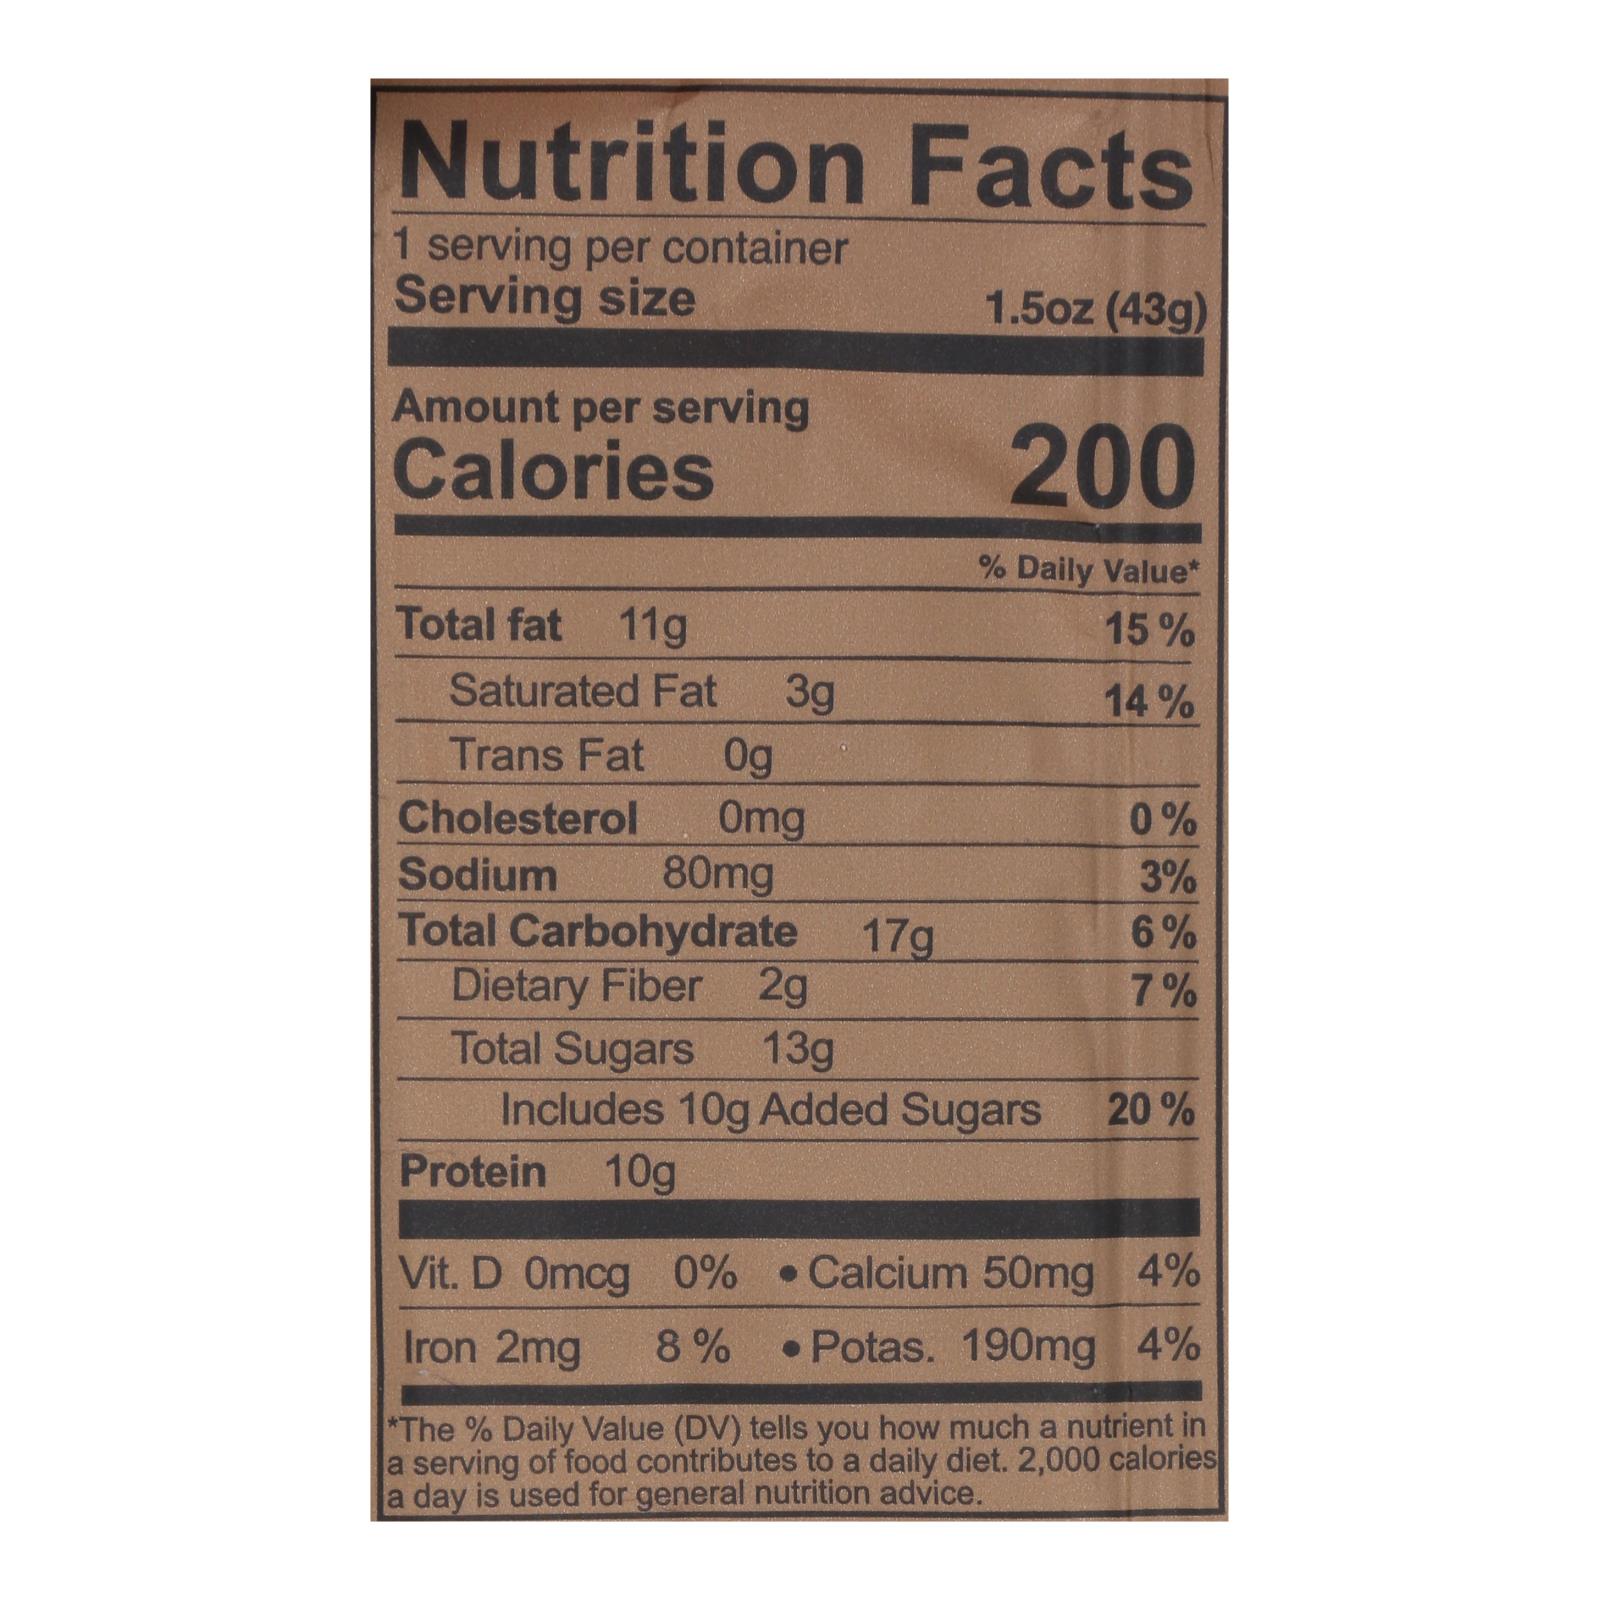 Nutrition Facts
1 serving per container
Serving size 1.5oz (43g)
Amount per serving
Calories 200
% Daily Value*
Total fat 11g 15 %
Saturated Fat 3g 14 %
Trans Fat 0g
Cholesterol 0mg 0 %
Sodium 80mg 3%
Total Carbohydrate 17g 6 %
Dietary Fiber 2g 7 %
Total Sugars 13g
Includes 10g Added Sugars 20 %
Protein 10g
Vit. D 0mcg 0% • Calcium 50mg 4%
Iron 2mg 8 % • Potas. 190mg 4%
*The % Daily Value (DV) tells you how much a nutrient in
a serving of food contributes to a daily diet. 2,000 calories
a day is used for general nutrition advice.